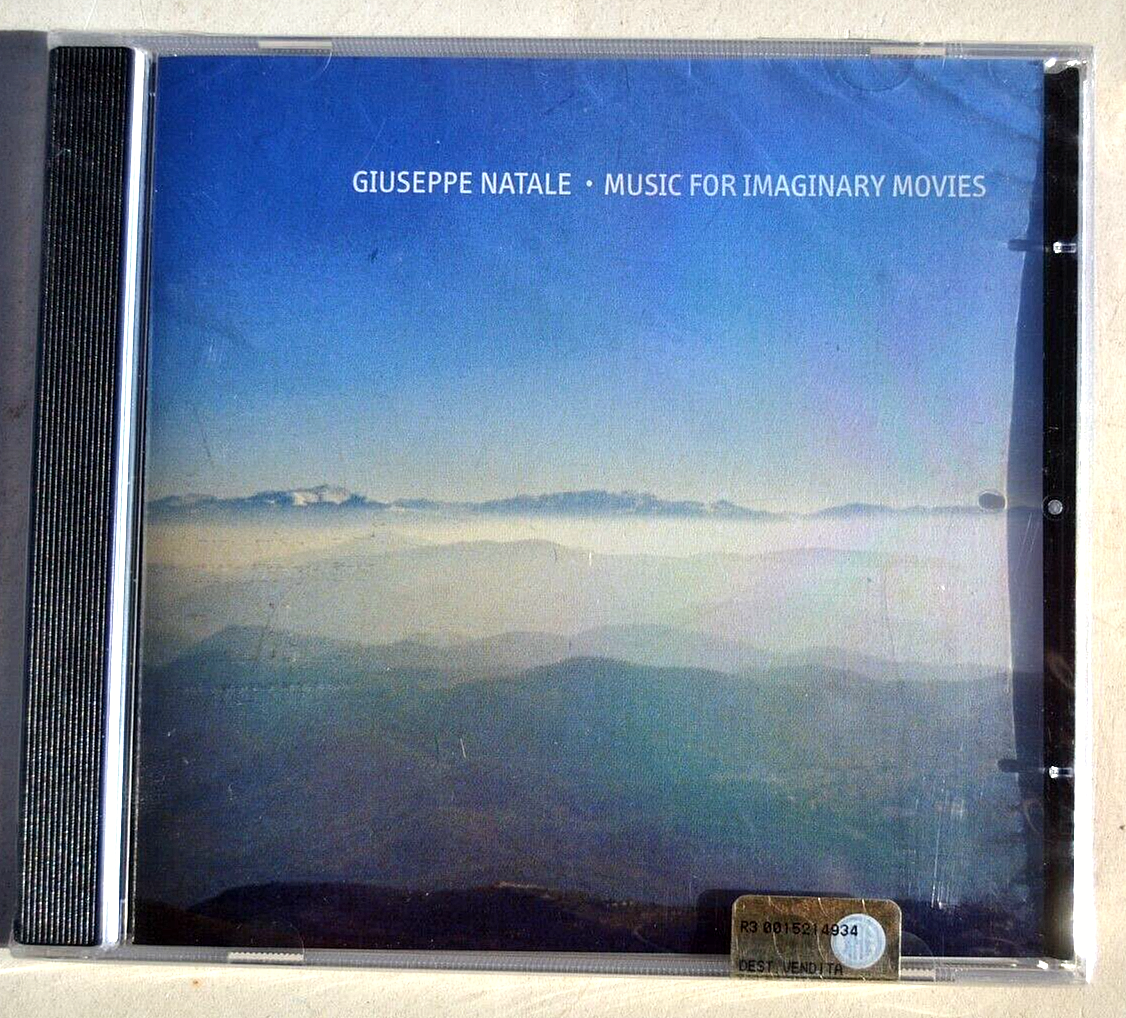 GIUSEPPE NATALE • MUSIC FOR IMAGINARY MOVIES
R3 0015214934
DEST. VENDITA